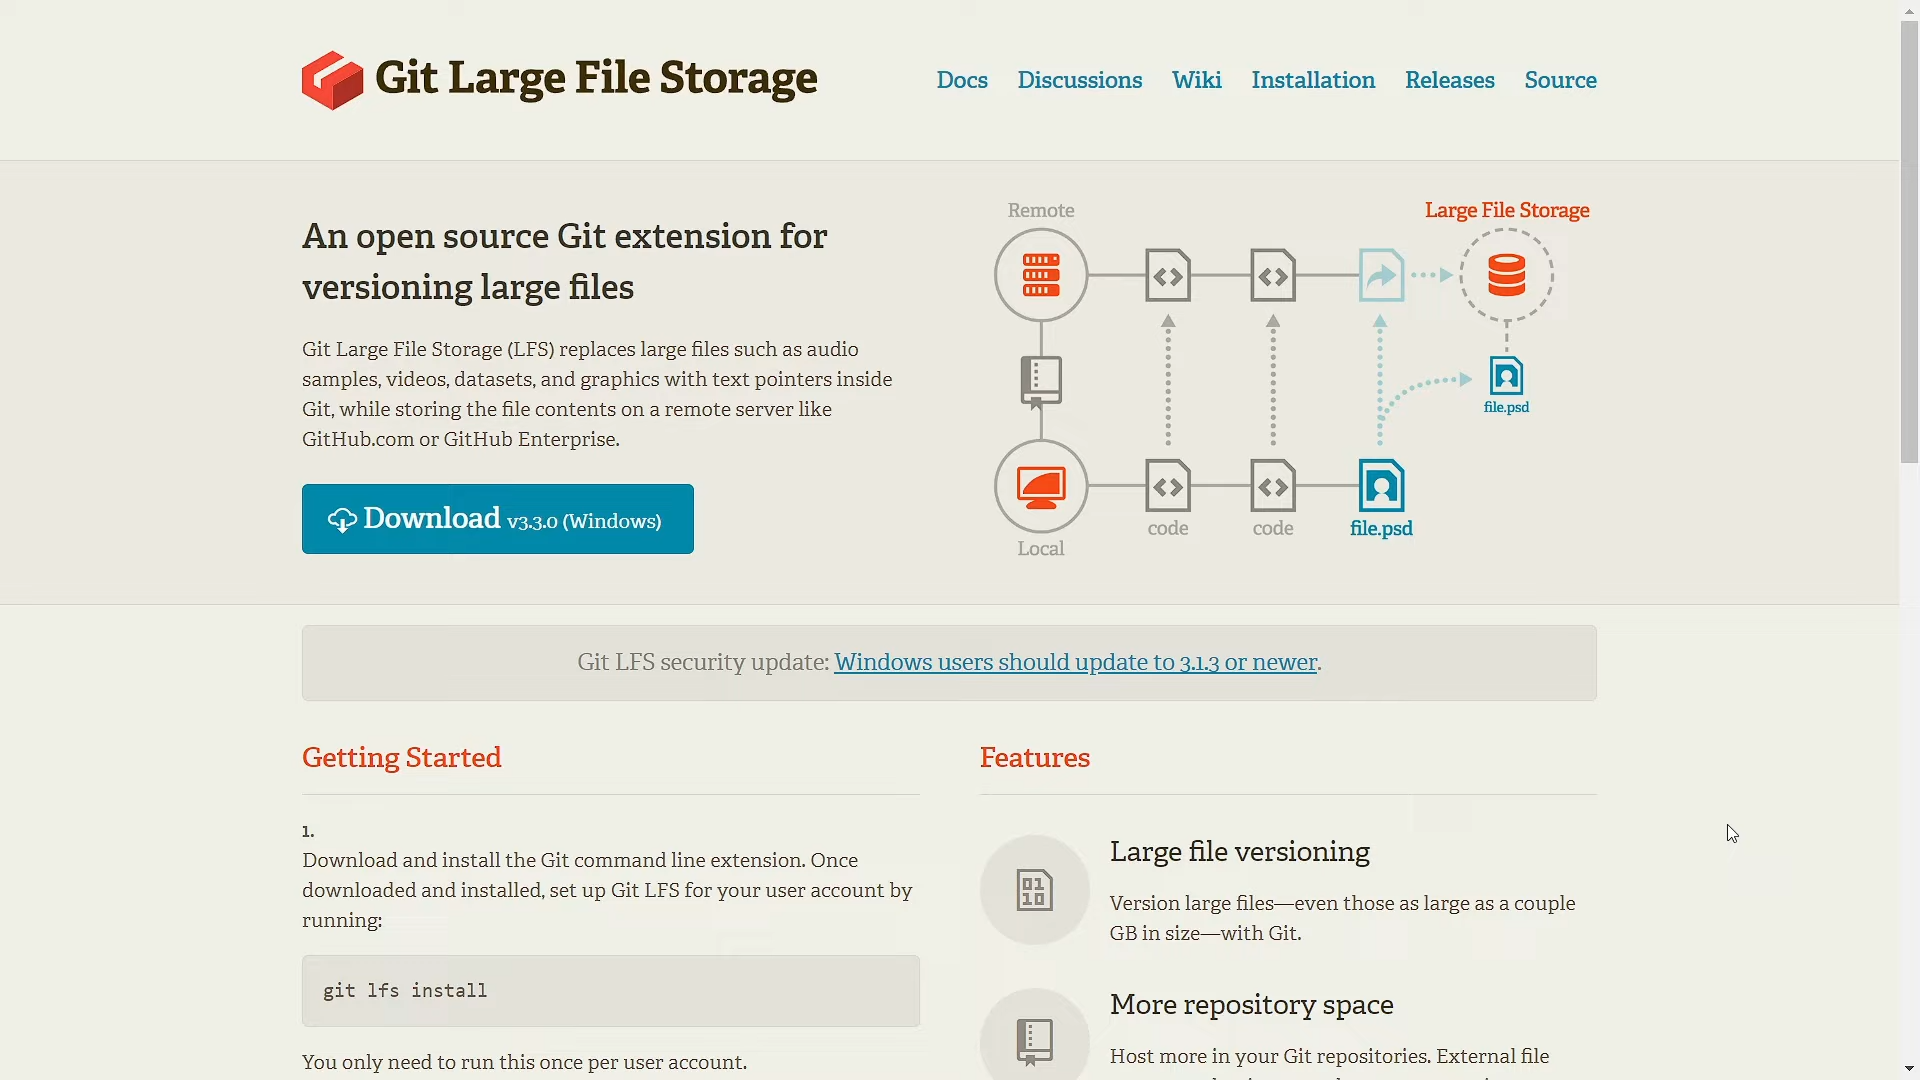 Git Large File Storage
Docs Discussions Wiki Installation Releases Source
An open source Git extension for
versioning large files
Git Large File Storage (LFS) replaces large files such as audio
samples, videos, datasets, and graphics with text pointers inside
Git, while storing the file contents on a remote server like
GitHub.com or GitHub Enterprise.
Download v3.3.0 (Windows)
Remote
Large File Storage
file.psd
code
code
file.psd
Local
Git LFS security update: Windows users should update to 3.1.3 or newer.
Getting Started
1.
Download and install the Git command line extension. Once
downloaded and installed, set up Git LFS for your user account by
running:
git lfs install
You only need to run this once per user account.
Features
Large file versioning
Version large files—even those as large as a couple
GB in size—with Git.
More repository space
Host more in your Git repositories. External file